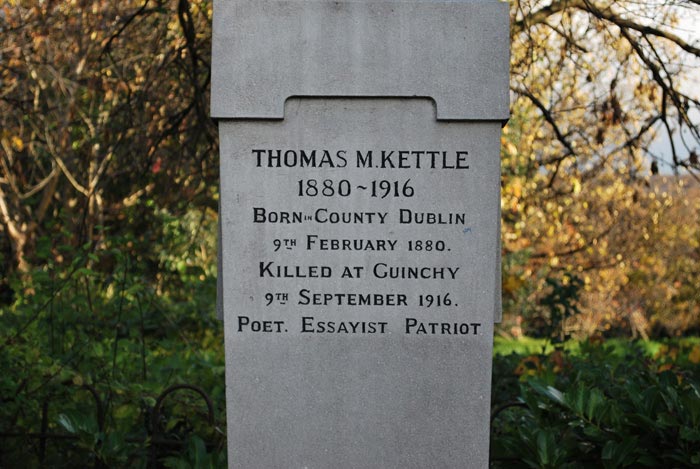 THOMAS M. KETTLE
1880~1916
BORN IN COUNTY DUBLIN
9TH FEBRUARY 1880.
KILLED AT GUINCHY
9TH SEPTEMBER 1916.
POET. ESSAYIST PATRIOT